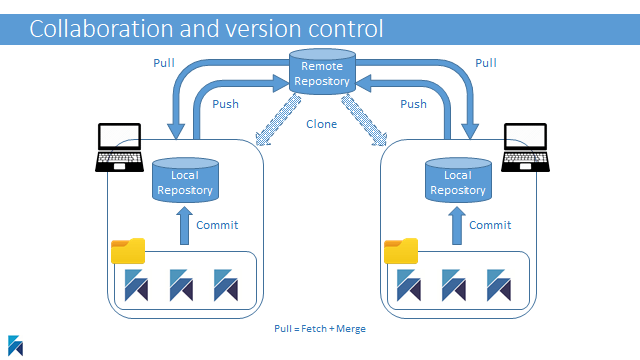 Collaboration and version control
Pull
Remote
Repository
Pull
Push
Push
Clone
Local
Repository
Local
Repository
Commit
Commit
Pull = Fetch + Merge